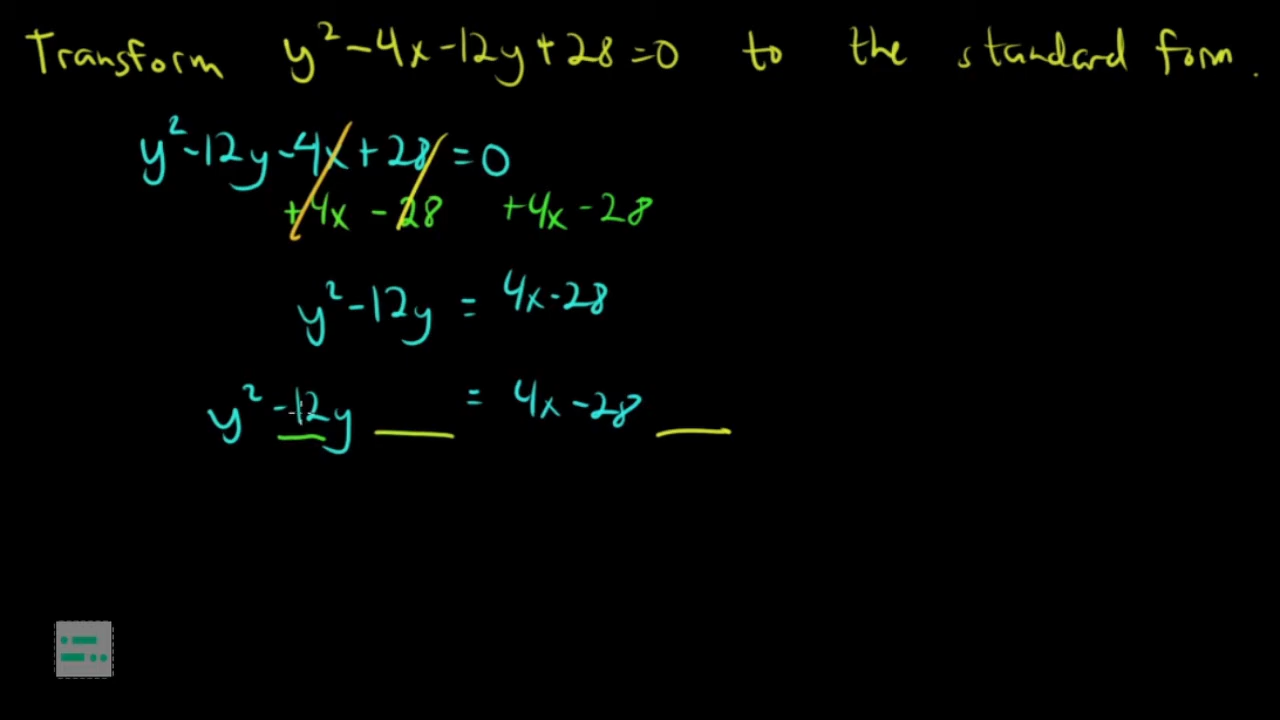 Transform y² - 4x - 12y + 28 = 0 to the standard form.
y² - 12y - 4x + 28 = 0
+ 4x - 28 + 4x - 28
y² - 12y = 4x - 28
y² - 12y ___ = 4x - 28 ___